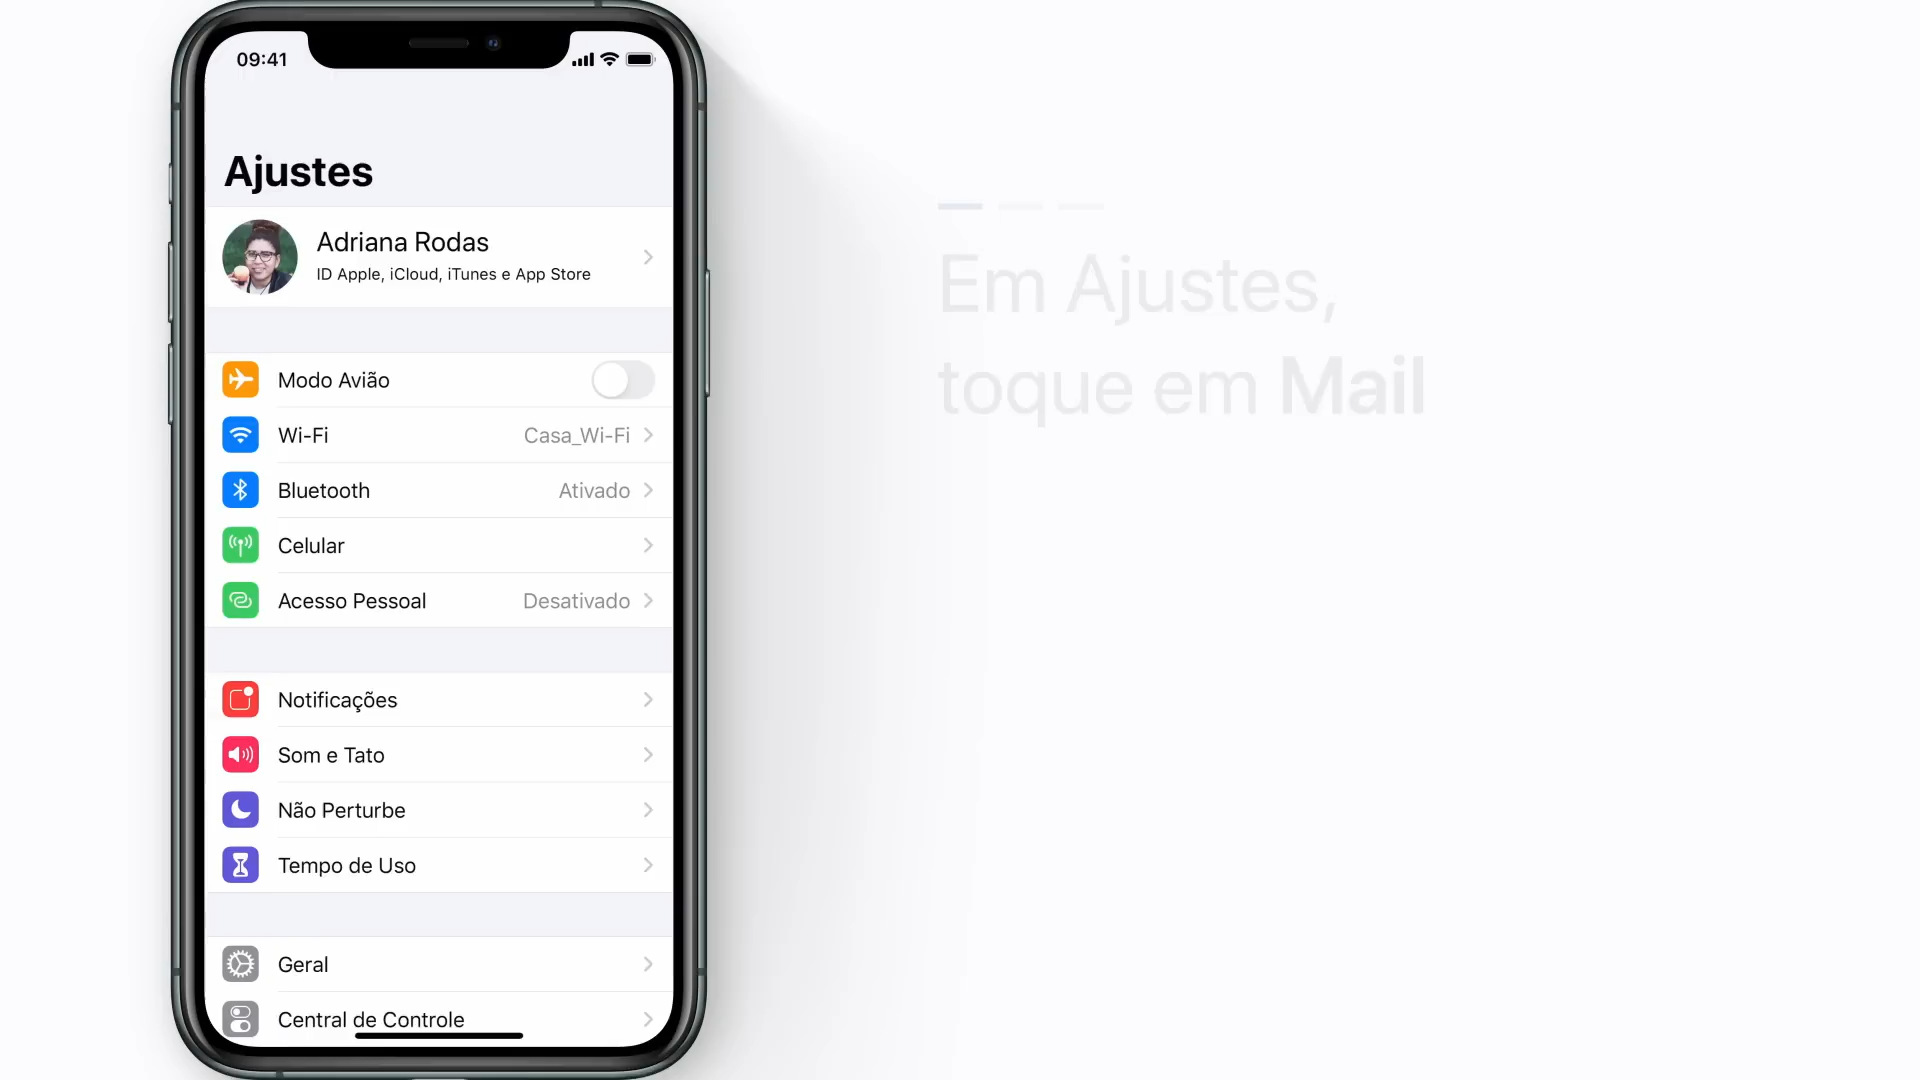 09:41
Ajustes
Adriana Rodas
ID Apple, iCloud, iTunes e App Store
Modo Avião
Wi-Fi Casa_Wi-Fi
Bluetooth Ativado
Celular
Acesso Pessoal Desativado
Notificações
Som e Tato
Não Perturbe
Tempo de Uso
Geral
Central de Controle
Em Ajustes,
toque em Mail